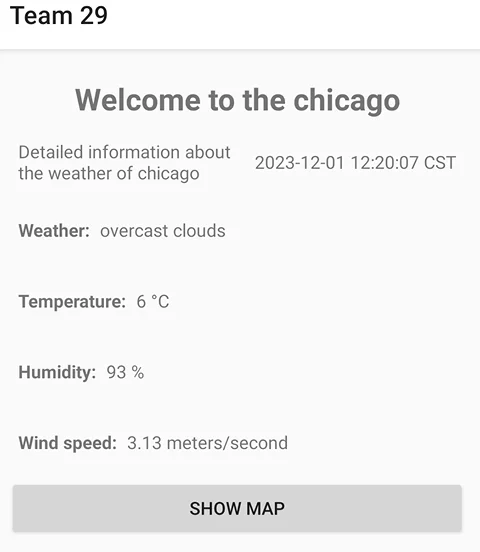 Team 29
Welcome to the chicago
Detailed information about
the weather of chicago
2023-12-01 12:20:07 CST
Weather: overcast clouds
Temperature: 6 °C
Humidity: 93 %
Wind speed: 3.13 meters/second
SHOW MAP